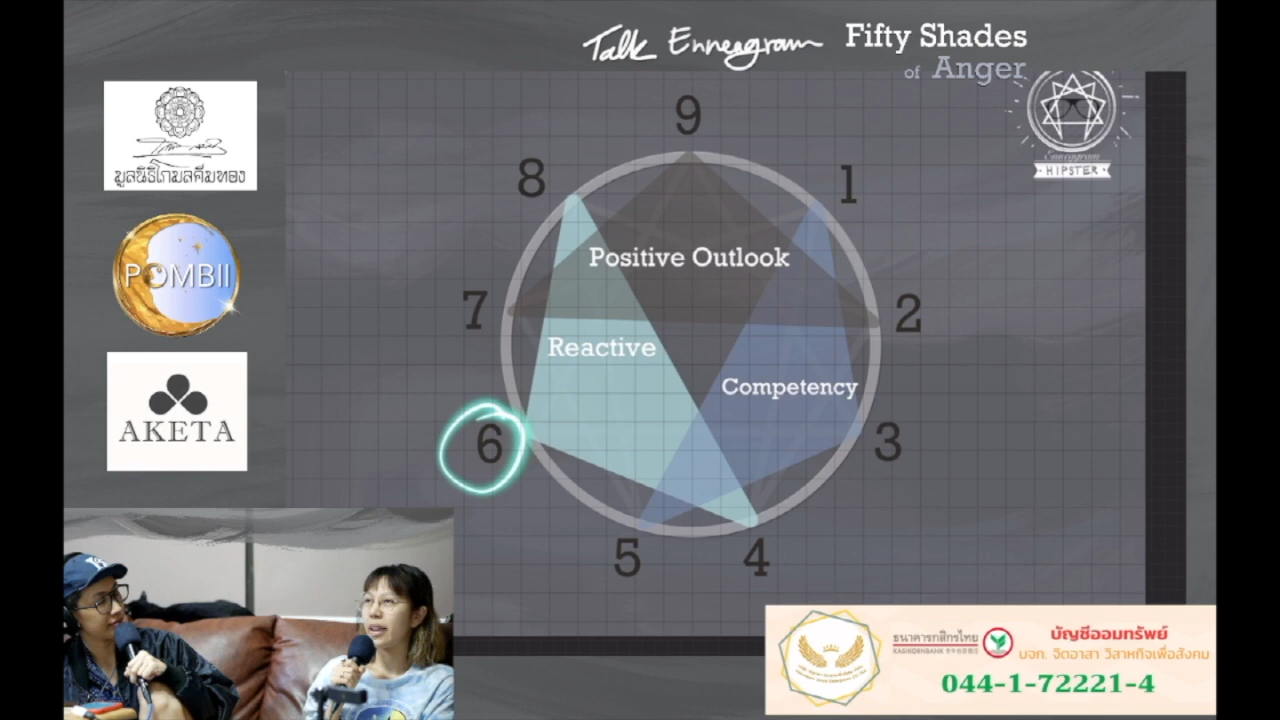 Talk Enneagram
Fifty Shades
of Anger
Enneagram
HIPSTER
มูลนิธิโกมลคีมทอง
POMBII
AKETA
9
8
1
Positive Outlook
7
2
Reactive
Competency
6
3
5
4
ธนาคารกสิกรไทย
KASIKORNBANK
บัญชีออมทรัพย์
มจก. จิตอาสา วิสาหกิจเพื่อสังคม
044-1-72221-4